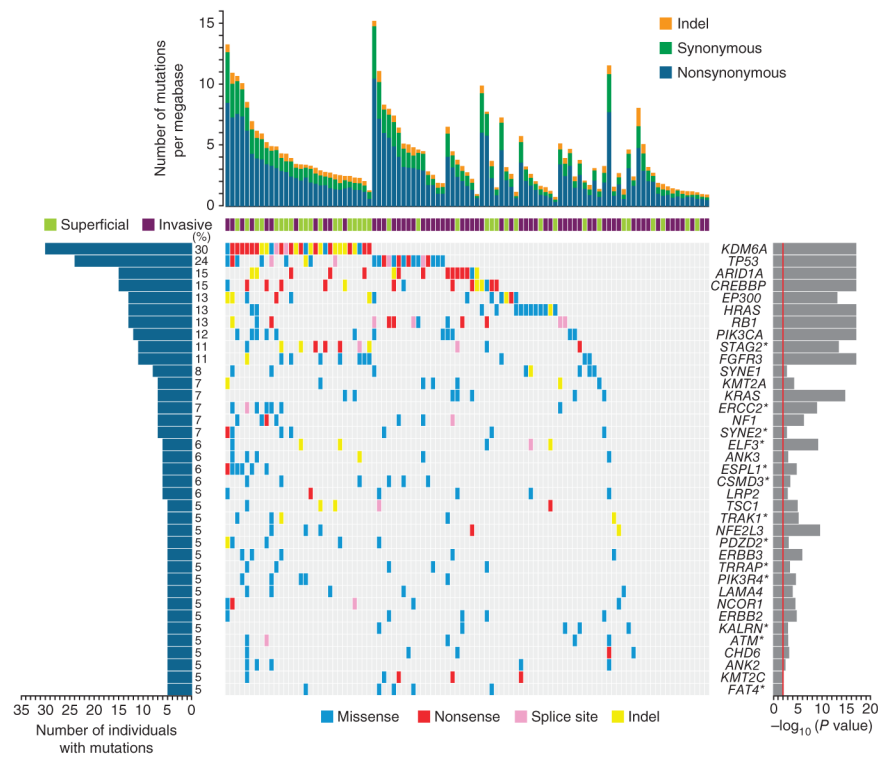 Number of mutations
per megabase
15
10
5
0
Indel
Synonymous
Nonsynonymous
Superficial
Invasive
(%)
30 KDM6A
24 TP53
15 ARID1A
15 CREBBP
13 EP300
13 HRAS
13 RB1
12 PIK3CA
11 STAG2*
11 FGFR3
8 SYNE1
7 KMT2A
7 KRAS
7 ERCC2*
7 NF1
7 SYNE2*
6 ELF3*
6 ANK3
6 ESPL1*
6 CSMD3*
6 LRP2
5 TSC1
5 TRAK1*
5 NFE2L3
5 PDZD2*
5 ERBB3
5 TRRAP*
5 PIK3R4*
5 LAMA4
5 NCOR1
5 ERBB2
5 KALRN*
5 ATM*
5 CHD6
5 ANK2
5 KMT2C
5 FAT4*
35 30 25 20 15 10 5 0
Number of individuals
with mutations
Missense Nonsense Splice site Indel
0 5 10 15 20
–log10 (P value)